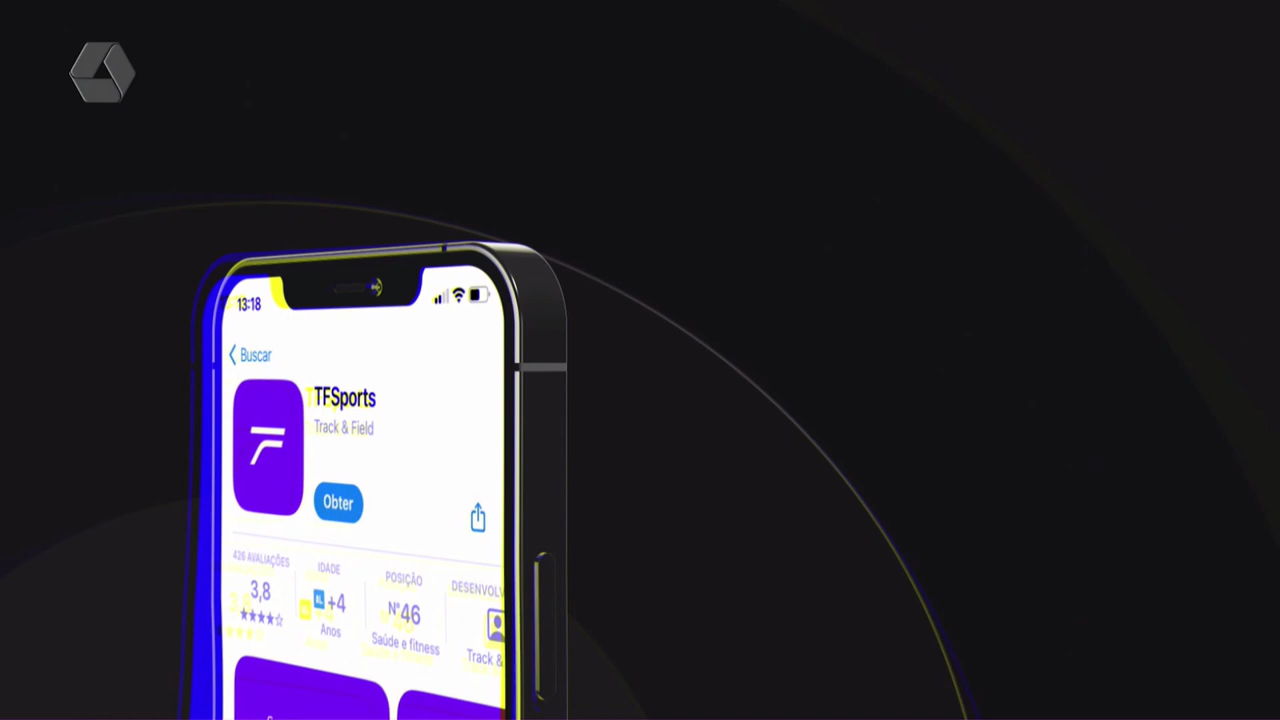 13:18
Buscar
TFSports
Track & Field
Obter
426 AVALIAÇÕES
3,8
IDADE
+4
Anos
POSIÇÃO
Nº46
Saúde e fitness
DESENVOLV
Track &